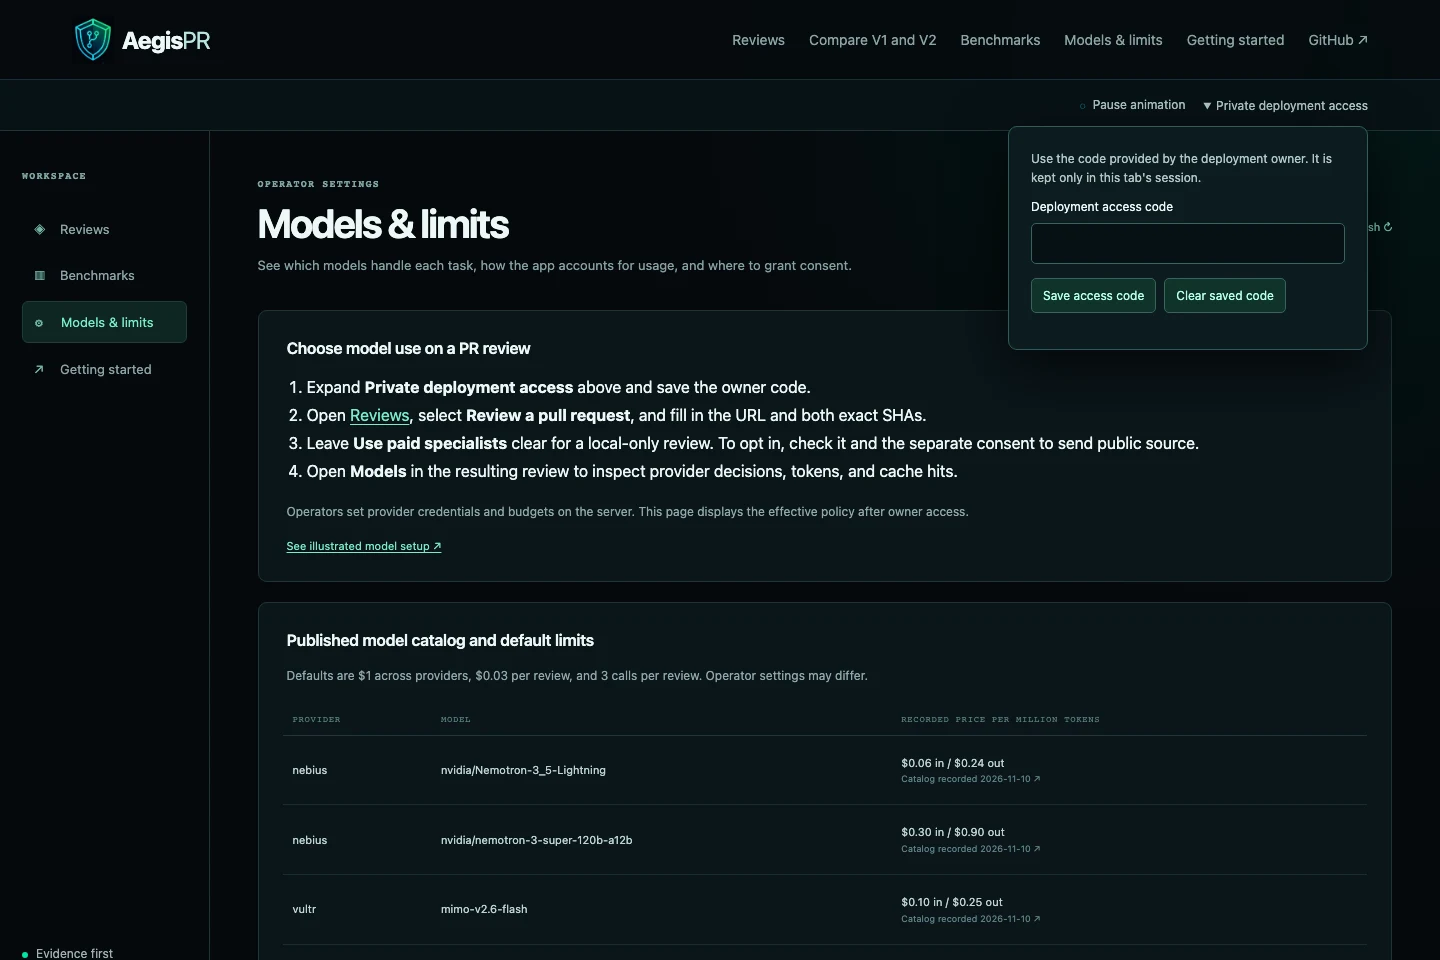 AegisPR
Reviews
Compare V1 and V2
Benchmarks
Models & limits
Getting started
GitHub ↗
Pause animation
▼ Private deployment access
Use the code provided by the deployment owner. It is
kept only in this tab's session.
Deployment access code
Save access code
Clear saved code
WORKSPACE
Reviews
Benchmarks
Models & limits
Getting started
Evidence first
OPERATOR SETTINGS
Models & limits
See which models handle each task, how the app accounts for usage, and where to grant consent.
Choose model use on a PR review
1. Expand Private deployment access above and save the owner code.
2. Open Reviews, select Review a pull request, and fill in the URL and both exact SHAs.
3. Leave Use paid specialists clear for a local-only review. To opt in, check it and the separate consent to send public source.
4. Open Models in the resulting review to inspect provider decisions, tokens, and cache hits.
Operators set provider credentials and budgets on the server. This page displays the effective policy after owner access.
See illustrated model setup ↗
Published model catalog and default limits
Defaults are $1 across providers, $0.03 per review, and 3 calls per review. Operator settings may differ.
PROVIDER MODEL RECORDED PRICE PER MILLION TOKENS
nebius nvidia/Nemotron-3_5-Lightning $0.06 in / $0.24 out
Catalog recorded 2026-11-10 ↗
nebius nvidia/nemotron-3-super-120b-a12b $0.30 in / $0.90 out
Catalog recorded 2026-11-10 ↗
vultr mimo-v2.6-flash $0.10 in / $0.25 out
Catalog recorded 2026-11-10 ↗